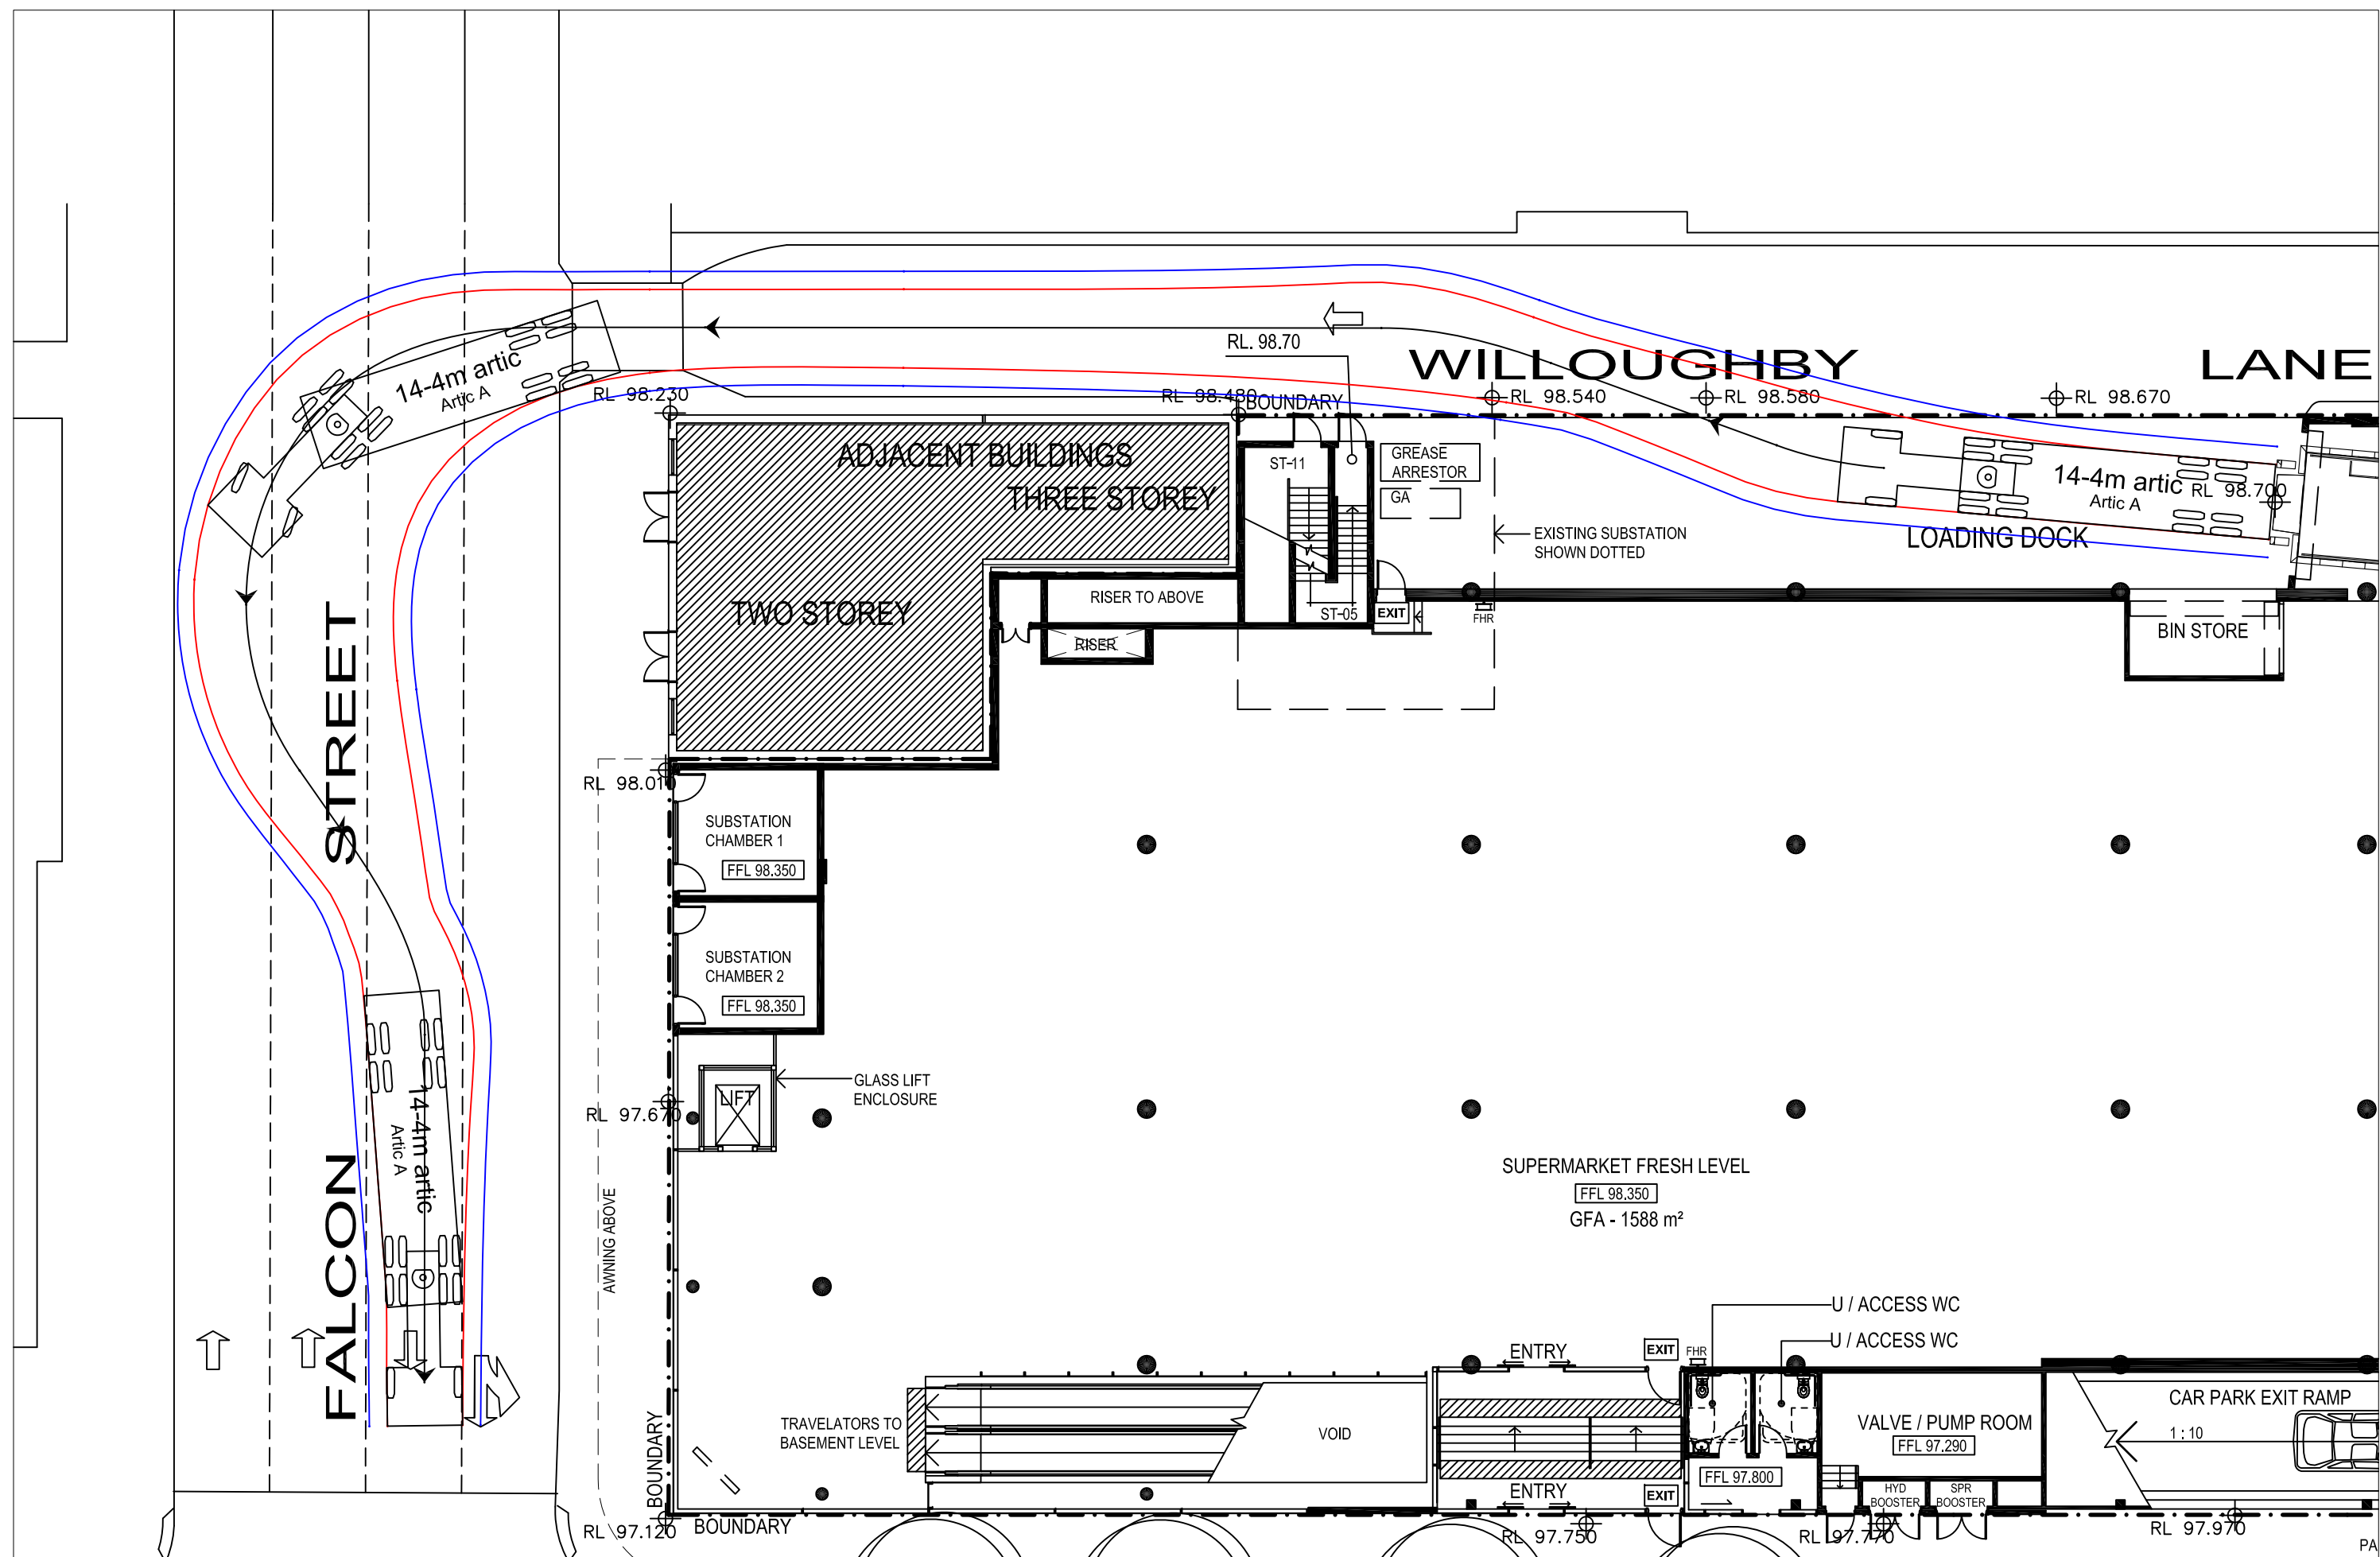 14-4m artic
Artic A
RL. 98.70
WILLOUGHBY LANE
RL 98.230
RL 98.480
BOUNDARY
RL 98.540
RL 98.580
RL 98.670
ADJACENT BUILDINGS
THREE STOREY
TWO STOREY
ST-11
GREASE
ARRESTOR
GA
EXISTING SUBSTATION
SHOWN DOTTED
14-4m artic
Artic A
RL 98.700
LOADING DOCK
RISER TO ABOVE
RISER
ST-05
EXIT
FHR
BIN STORE
FALCON STREET
RL 98.010
SUBSTATION
CHAMBER 1
FFL 98.350
SUBSTATION
CHAMBER 2
FFL 98.350
14-4m artic
Artic A
LIFT
GLASS LIFT
ENCLOSURE
RL 97.670
AWNING ABOVE
SUPERMARKET FRESH LEVEL
FFL 98.350
GFA - 1588 m²
U / ACCESS WC
U / ACCESS WC
ENTRY
EXIT
FHR
TRAVELATORS TO
BASEMENT LEVEL
VOID
VALVE / PUMP ROOM
FFL 97.290
CAR PARK EXIT RAMP
1 : 10
FFL 97.800
ENTRY
EXIT
HYD
BOOSTER
SPR
BOOSTER
BOUNDARY
RL 97.120
BOUNDARY
RL 97.750
RL 97.770
RL 97.970